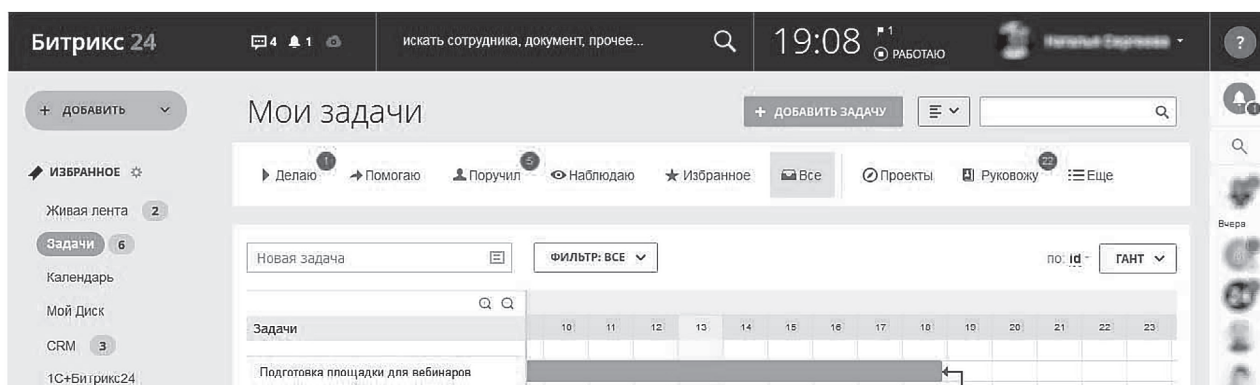 Битрикс 24
4 1
искать сотрудника, документ, прочее...
19:08
1
РАБОТАЮ
?
+ ДОБАВИТЬ
Мои задачи
+ ДОБАВИТЬ ЗАДАЧУ
1
ИЗБРАННОЕ
Делаю 1 Помогаю Поручил 5 Наблюдаю Избранное Все Проекты Руковожу 22 Еще
Живая лента 2
Вчера
Задачи 6
Новая задача
ФИЛЬТР: ВСЕ
по: id
ГАНТ
Календарь
Мой Диск
Задачи
10 11 12 13 14 15 16 17 18 19 20 21 22 23
CRM 3
1С+Битрикс24
Подготовка площадки для вебинаров